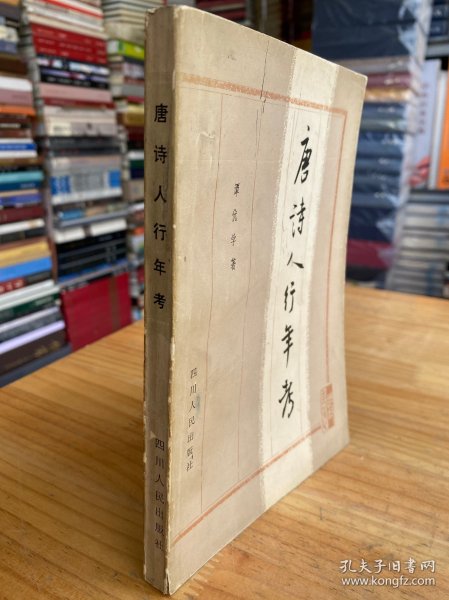 唐诗人行年考
四川人民出版社
唐诗人行年考
谭优学著
四川人民出版社
孔夫子旧书网
www.kongfz.com